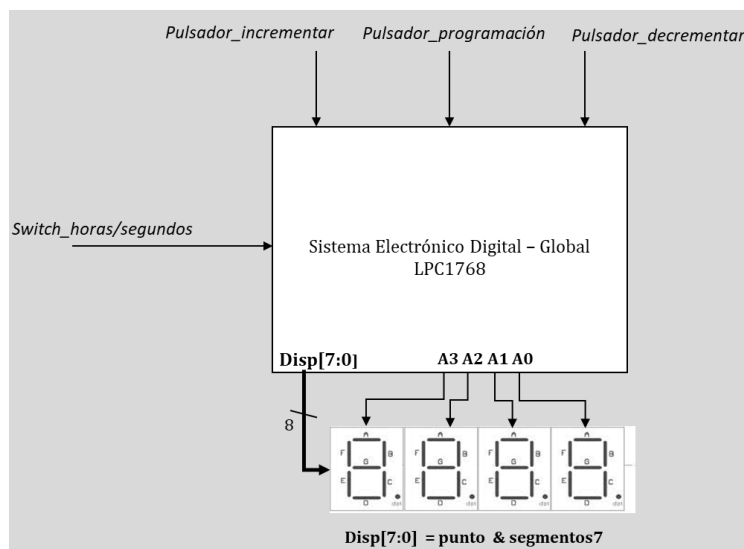 Pulsador_incrementar Pulsador_programación Pulsador_decrementar
Switch_horas/segundos
Sistema Electrónico Digital – Global
LPC1768
Disp[7:0] A3 A2 A1 A0
8
A A A A
F B F B F B F B
G G G G
E C E C E C E C
D D D D
Disp[7:0] = punto & segmentos7